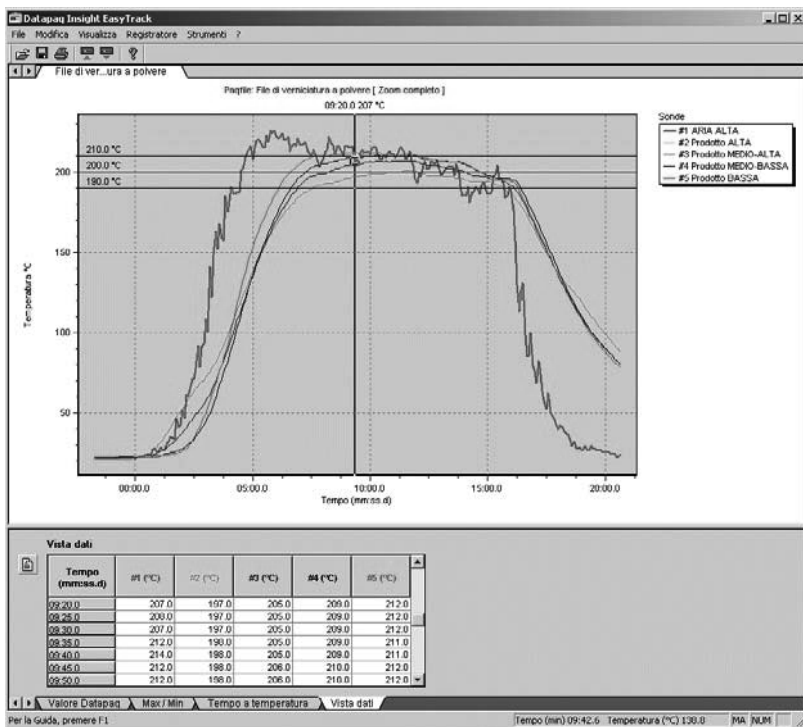 Datapaq Insight EasyTrack
File Modifica Visualizza Registratore Strumenti ?
File di ver...ura a polvere
Paqfile: File di verniciatura a polvere [ Zoom completo ]
09:20.0 207 °C
Sonde
#1 ARIA ALTA
#2 Prodotto ALTA
#3 Prodotto MEDIO-ALTA
#4 Prodotto MEDIO-BASSA
#5 Prodotto BASSA
210.0 °C
200.0 °C
190.0 °C
200
150
100
50
Temperatura °C
00:00.0 05:00.0 10:00.0 15:00.0 20:00.0
Tempo (mm:ss.d)
Vista dati
Tempo (mm:ss.d) #1 (°C) #2 (°C) #3 (°C) #4 (°C) #5 (°C)
09:20.0 207.0 197.0 205.0 209.0 212.0
09:25.0 208.0 197.0 205.0 209.0 212.0
09:30.0 207.0 197.0 205.0 209.0 212.0
09:35.0 212.0 198.0 205.0 209.0 211.0
09:40.0 214.0 198.0 205.0 209.0 211.0
09:45.0 212.0 198.0 206.0 210.0 212.0
09:50.0 212.0 198.0 206.0 210.0 212.0
Valore Datapaq Max / Min Tempo a temperatura Vista dati
Per la Guida, premere F1 Tempo (min) 09:42.6 Temperatura (°C) 138.0 MA NUM